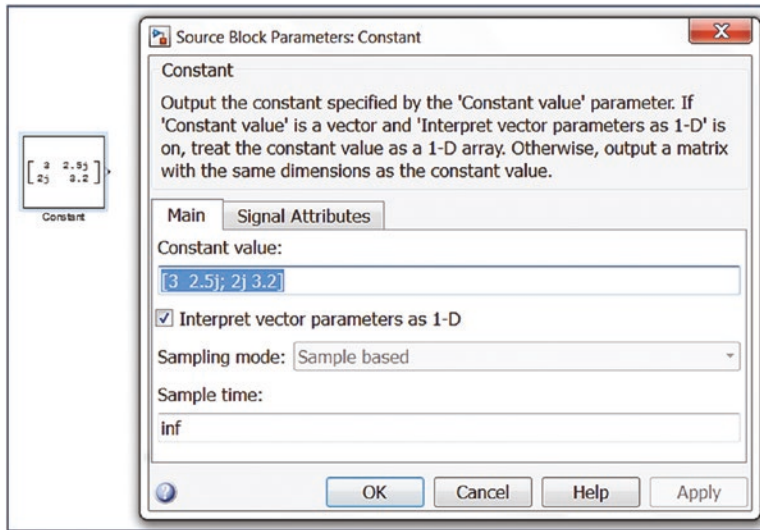 Source Block Parameters: Constant
X
Constant
Output the constant specified by the 'Constant value' parameter. If
'Constant value' is a vector and 'Interpret vector parameters as 1-D' is
on, treat the constant value as a 1-D array. Otherwise, output a matrix
with the same dimensions as the constant value.
[ 3 2.5j
2j 3.2 ]
Constant
Main Signal Attributes
Constant value:
[3 2.5j; 2j 3.2]
Interpret vector parameters as 1-D
Sampling mode: Sample based
Sample time:
inf
? OK Cancel Help Apply